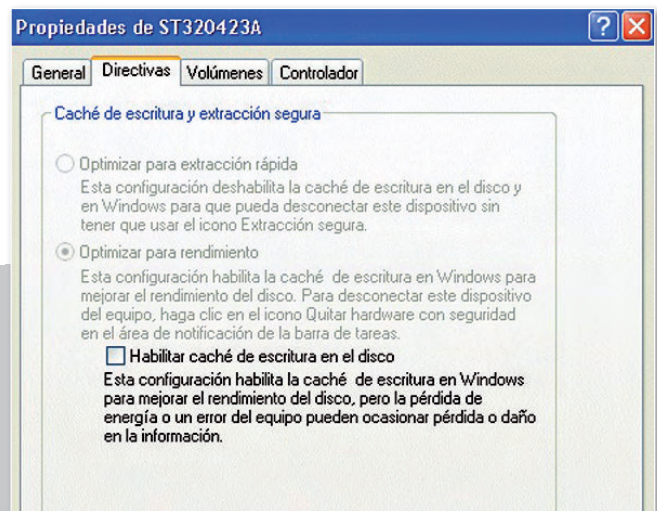 Propiedades de ST320423A
General Directivas Volúmenes Controlador
Caché de escritura y extracción segura
Optimizar para extracción rápida
Esta configuración deshabilita la caché de escritura en el disco y
en Windows para que pueda desconectar este dispositivo sin
tener que usar el icono Extracción segura.
Optimizar para rendimiento
Esta configuración habilita la caché de escritura en Windows para
mejorar el rendimiento del disco. Para desconectar este dispositivo
del equipo, haga clic en el icono Quitar hardware con seguridad
en el área de notificación de la barra de tareas.
Habilitar caché de escritura en el disco
Esta configuración habilita la caché de escritura en Windows
para mejorar el rendimiento del disco, pero la pérdida de
energía o un error del equipo pueden ocasionar pérdida o daño
en la información.